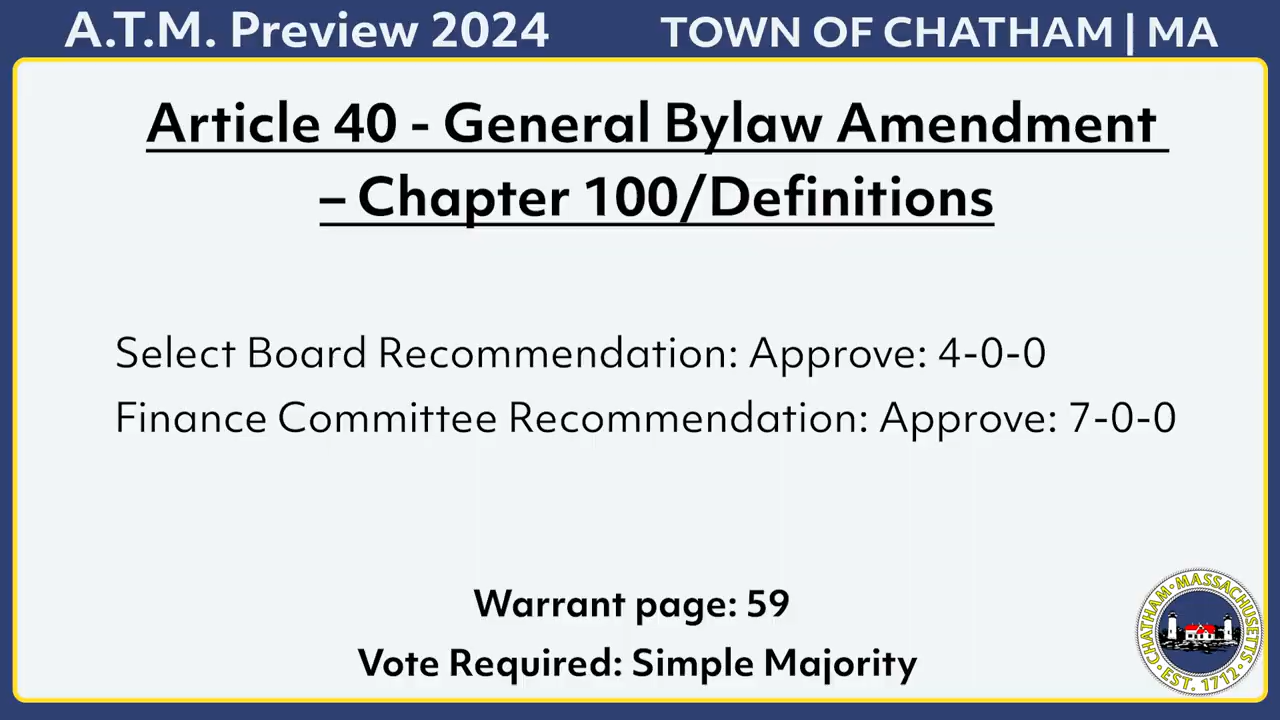 A.T.M. Preview 2024
TOWN OF CHATHAM | MA
Article 40 - General Bylaw Amendment
– Chapter 100/Definitions
Select Board Recommendation: Approve: 4-0-0
Finance Committee Recommendation: Approve: 7-0-0
Warrant page: 59
Vote Required: Simple Majority
CHATHAM · MASSACHUSETTS
EST. 1712